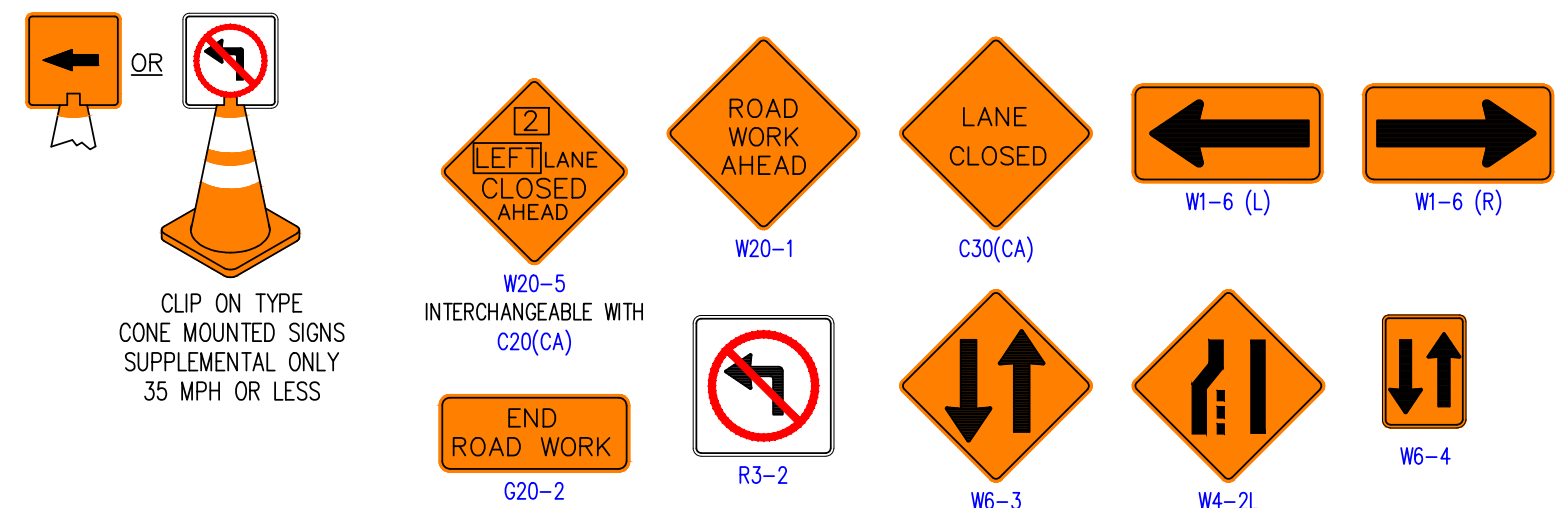 OR
CLIP ON TYPE
CONE MOUNTED SIGNS
SUPPLEMENTAL ONLY
35 MPH OR LESS
2
LEFT LANE
CLOSED
AHEAD
W20-5
INTERCHANGEABLE WITH
C20(CA)
ROAD
WORK
AHEAD
W20-1
LANE
CLOSED
C30(CA)
W1-6 (L)
W1-6 (R)
END
ROAD WORK
G20-2
R3-2
W6-3
W4-2L
W6-4